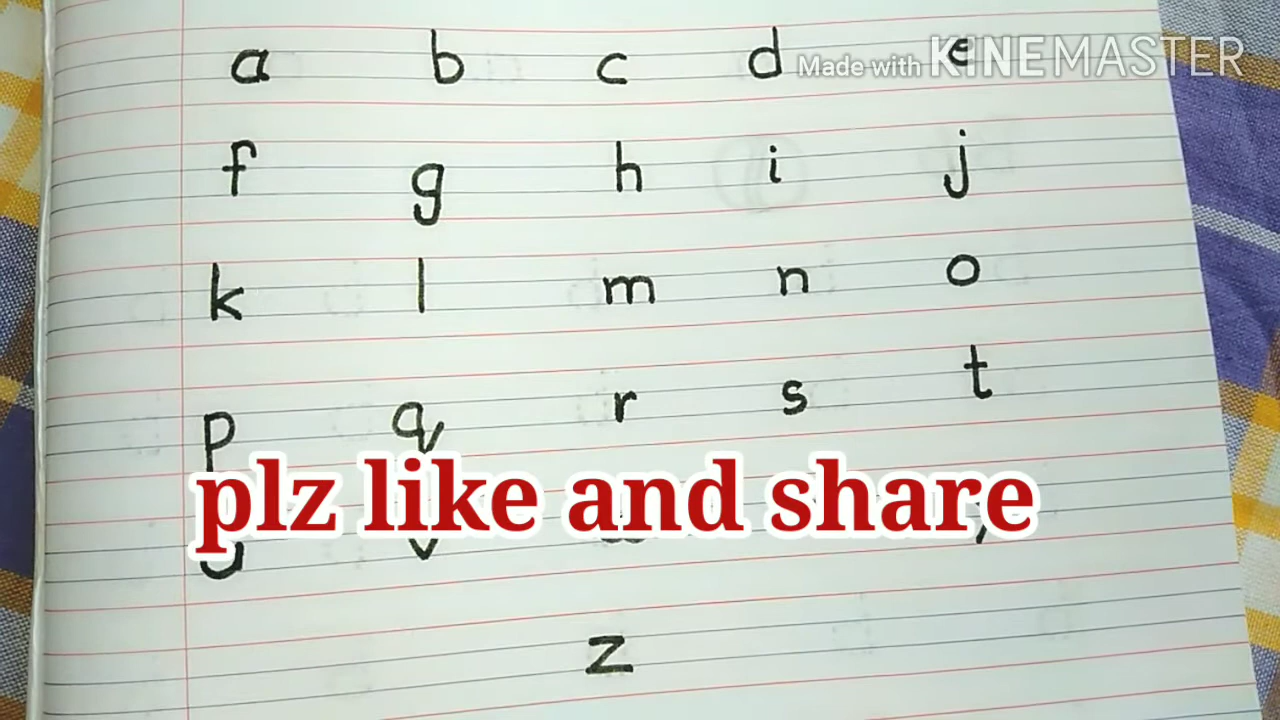 a b c d e
Made with KINEMASTER
f g h i j
k l m n o
p q r s t
plz like and share
z